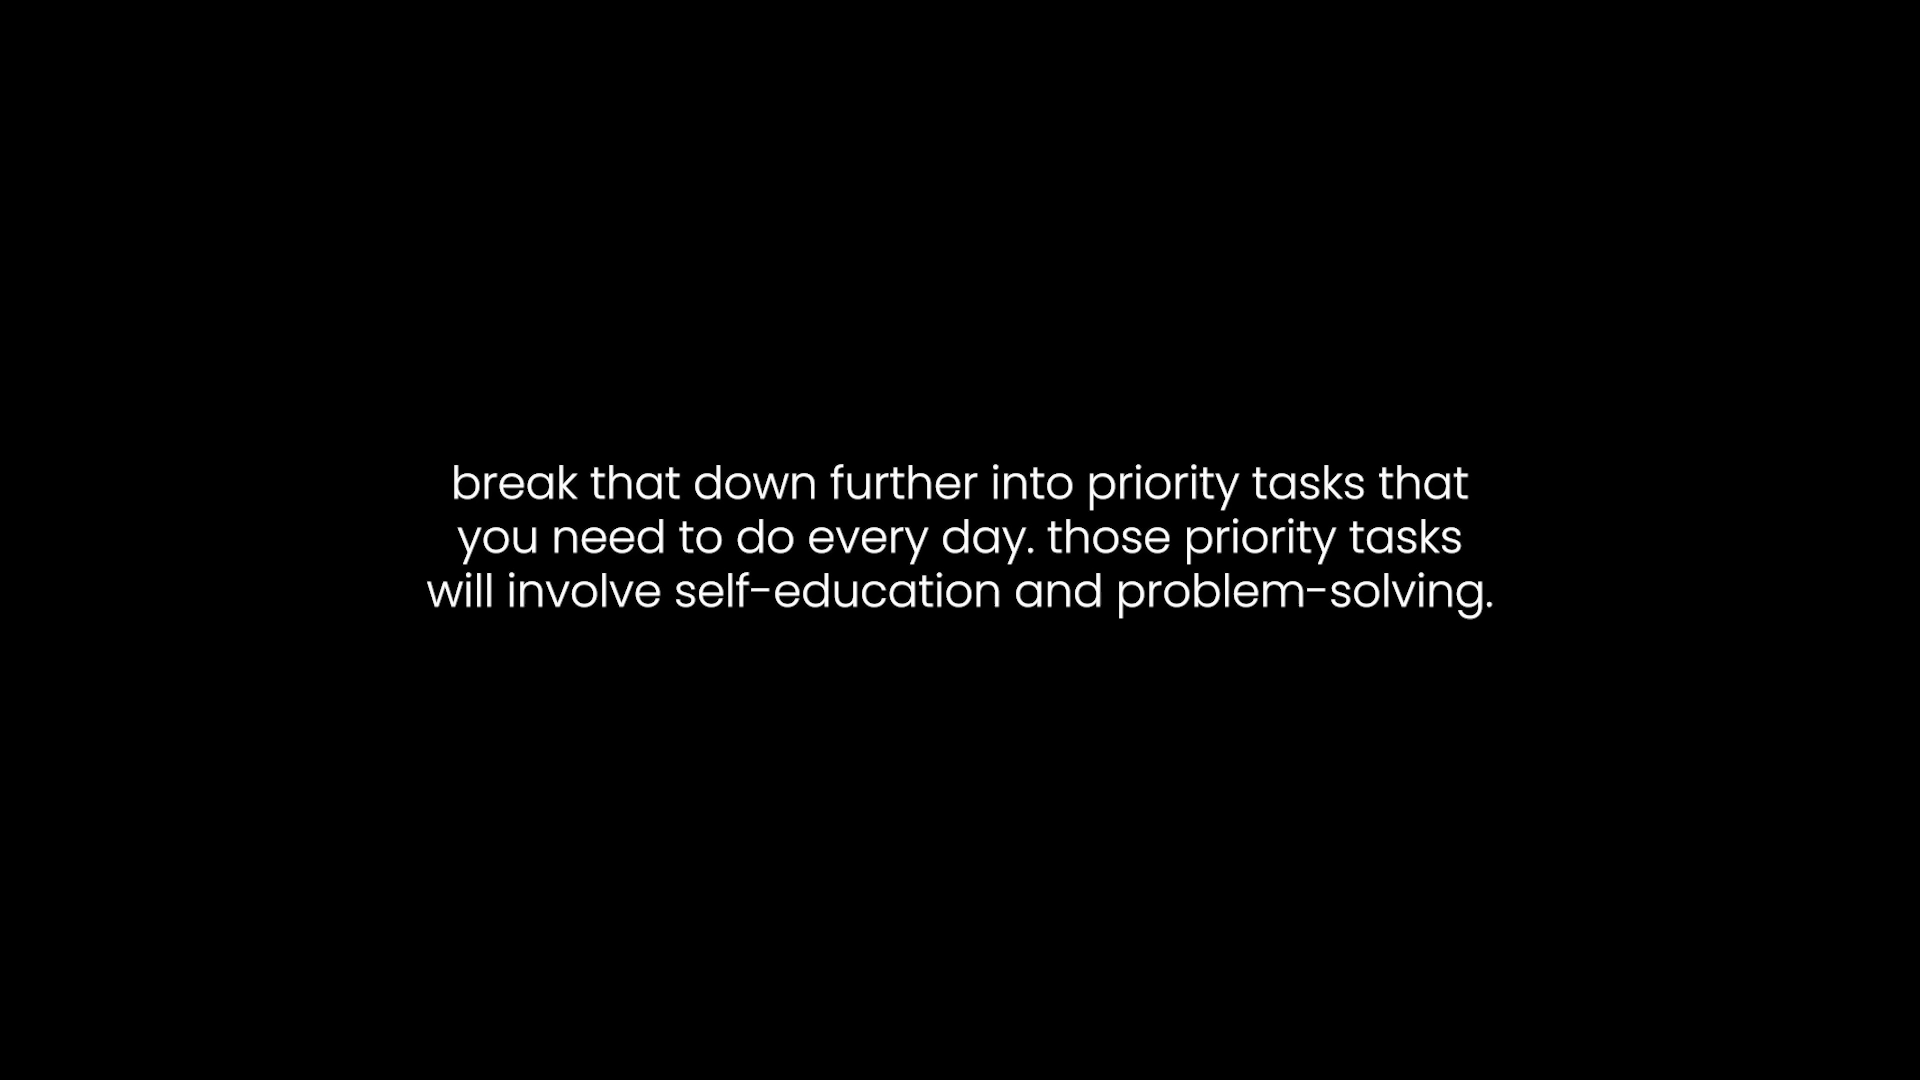 break that down further into priority tasks that
you need to do every day. those priority tasks
will involve self-education and problem-solving.